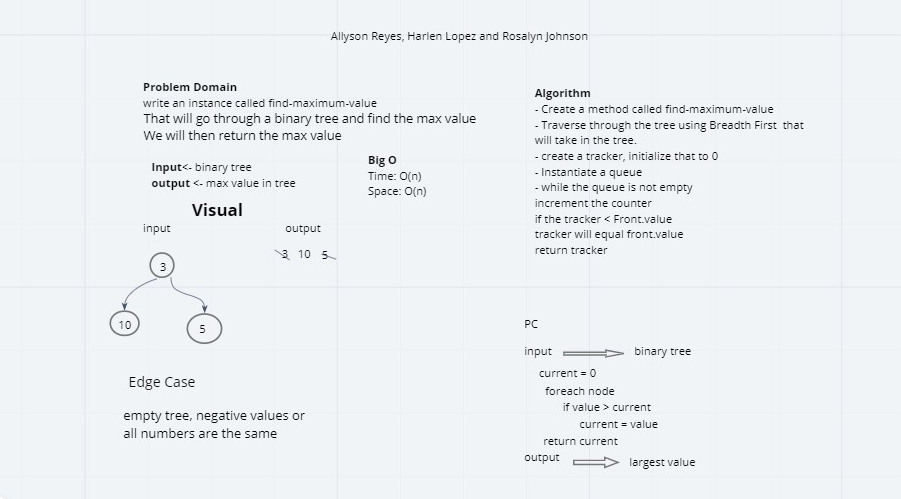 Allyson Reyes, Harlen Lopez and Rosalyn Johnson
Problem Domain
write an instance called find-maximum-value
That will go through a binary tree and find the max value
We will then return the max value
Input<- binary tree
output <- max value in tree
Big O
Time: O(n)
Space: O(n)
Visual
input
output
3 10 5
3
10
5
Edge Case
empty tree, negative values or
all numbers are the same
Algorithm
- Create a method called find-maximum-value
- Traverse through the tree using Breadth First that
will take in the tree.
- create a tracker, initialize that to 0
- Instantiate a queue
- while the queue is not empty
increment the counter
if the tracker < Front.value
tracker will equal front.value
return tracker
PC
input binary tree
current = 0
foreach node
if value > current
current = value
return current
output largest value